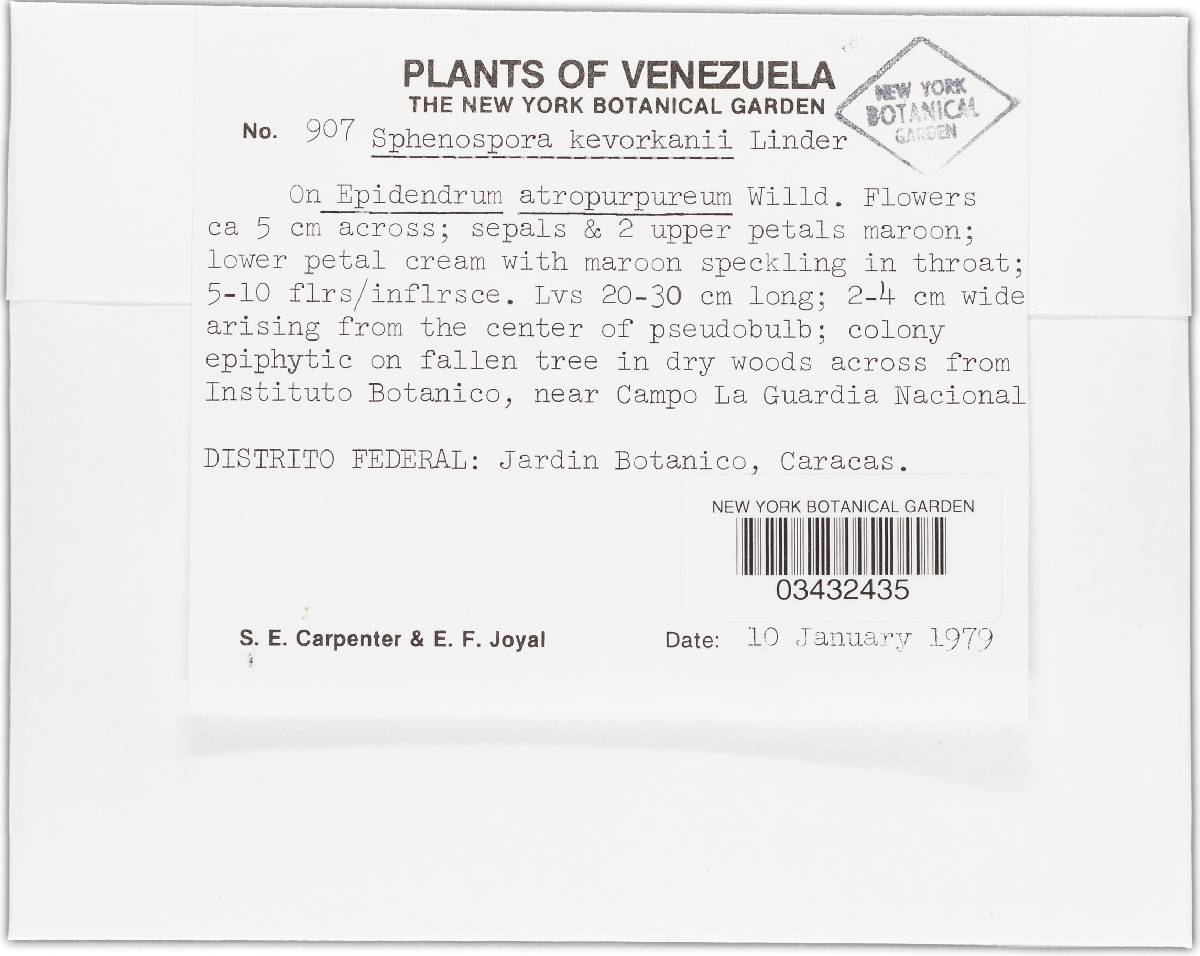 PLANTS OF VENEZUELA
THE NEW YORK BOTANICAL GARDEN
NEW YORK
BOTANICAL
GARDEN
No. 907 Sphenospora kevorkanii Linder
On Epidendrum atropurpureum Willd. Flowers
ca 5 cm across; sepals & 2 upper petals maroon;
lower petal cream with maroon speckling in throat;
5-10 flrs/inflrsce. Lvs 20-30 cm long; 2-4 cm wide
arising from the center of pseudobulb; colony
epiphytic on fallen tree in dry woods across from
Instituto Botanico, near Campo La Guardia Nacional
DISTRITO FEDERAL: Jardin Botanico, Caracas.
NEW YORK BOTANICAL GARDEN
03432435
S. E. Carpenter & E. F. Joyal Date: 10 January 1979